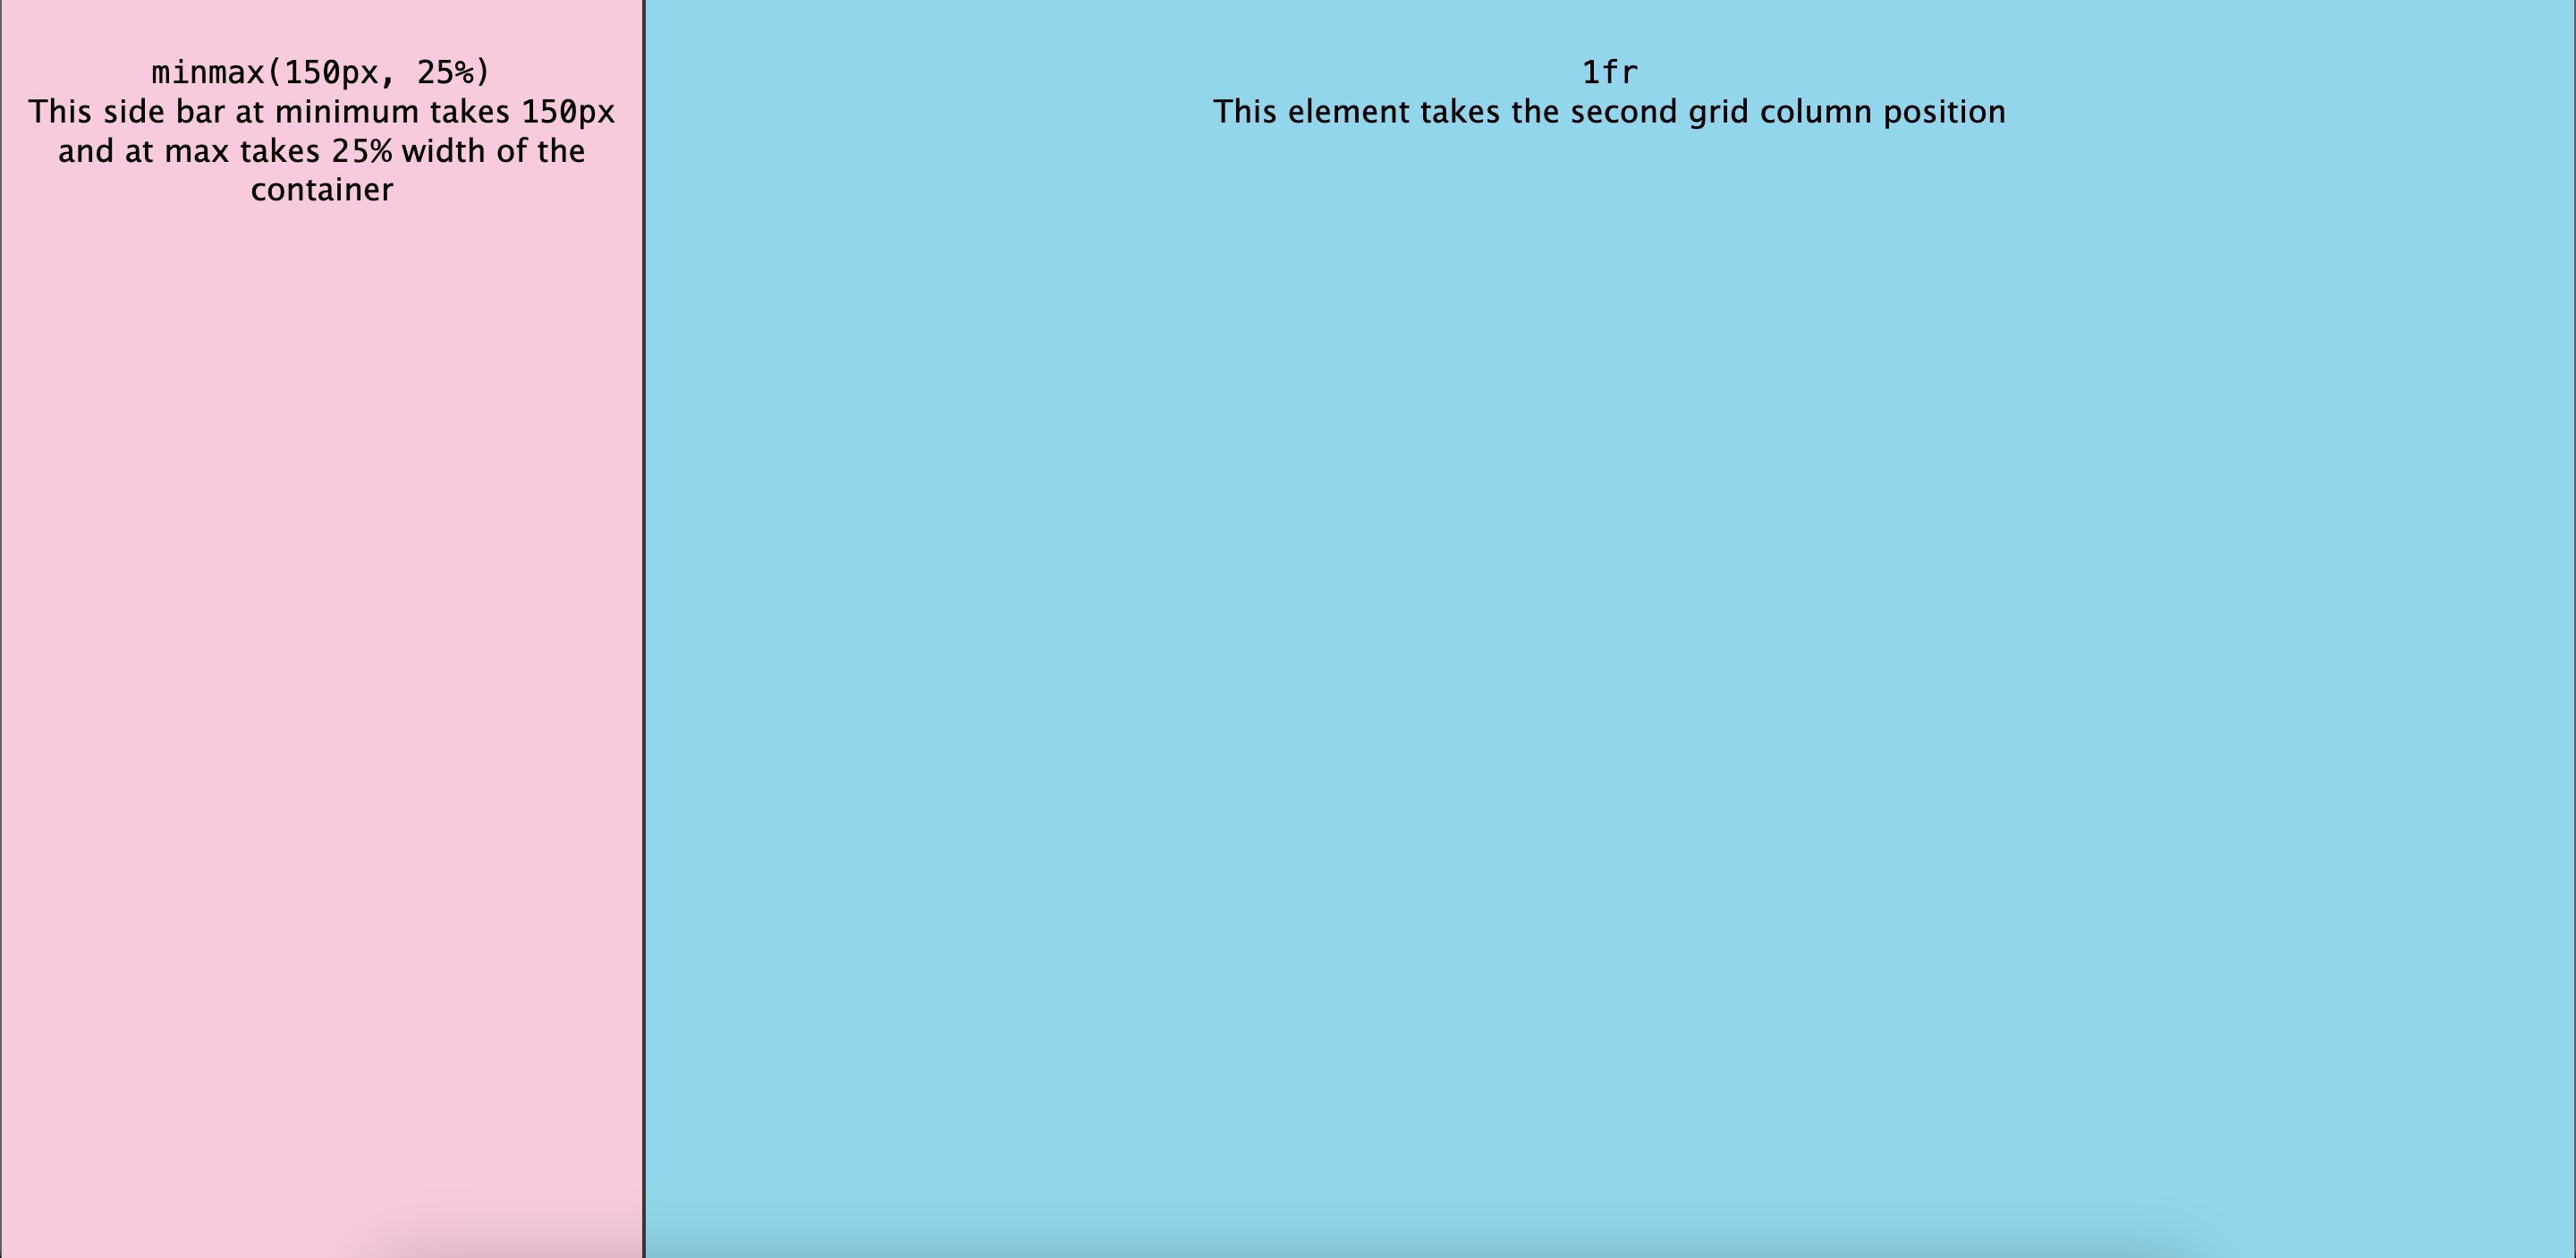 minmax(150px, 25%)
This side bar at minimum takes 150px
and at max takes 25% width of the
container
1fr
This element takes the second grid column position